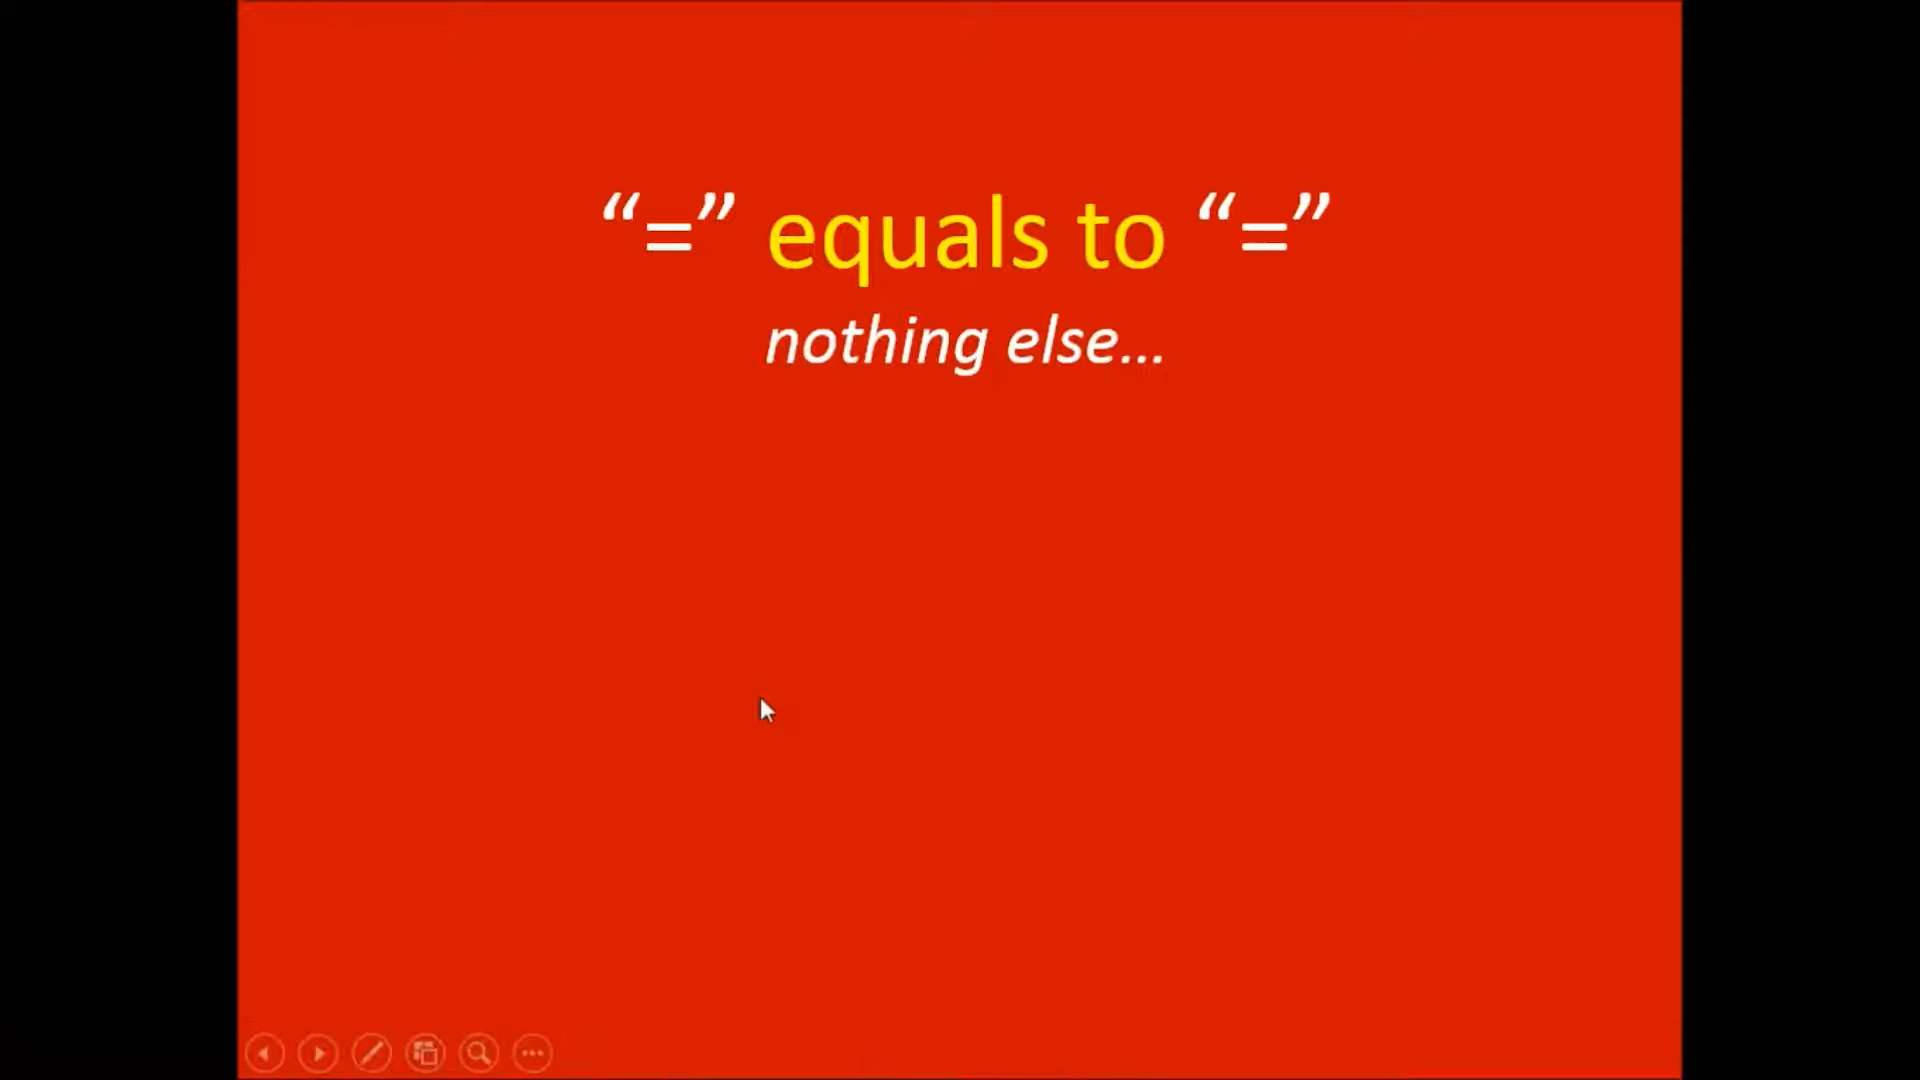 “=” equals to “=”
nothing else...